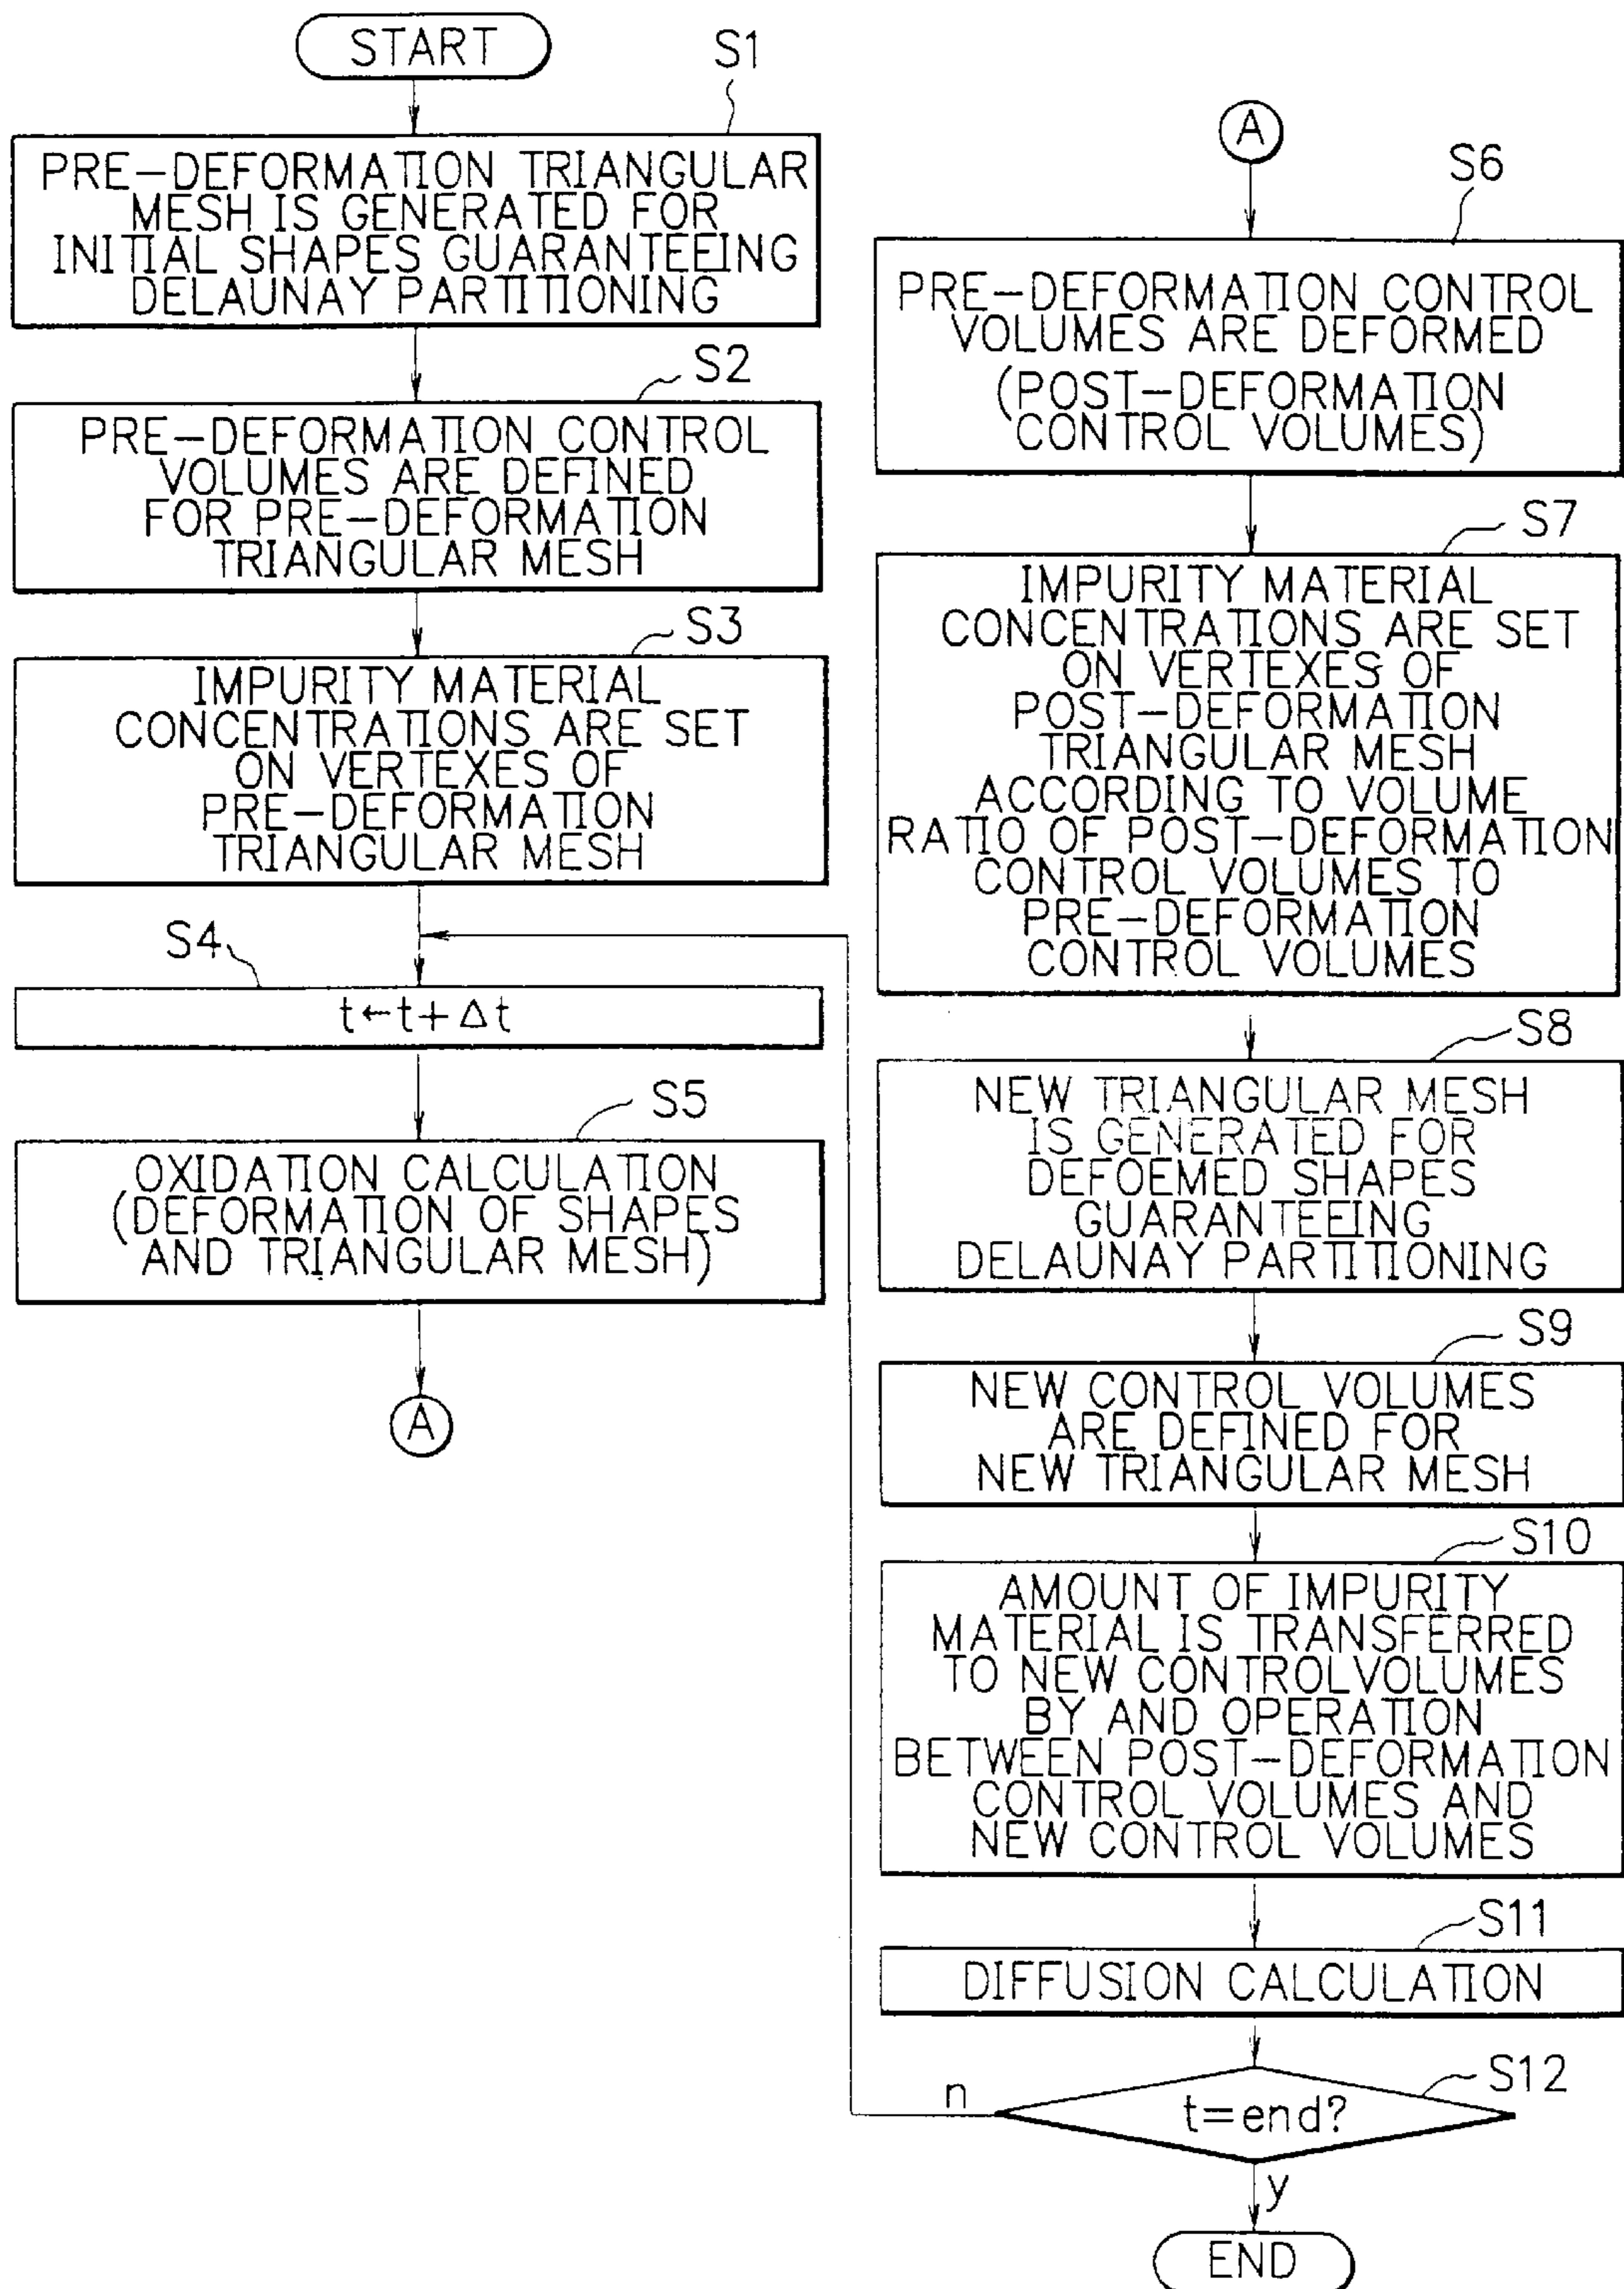 START
S1
PRE-DEFORMATION TRIANGULAR
MESH IS GENERATED FOR
INITIAL SHAPES GUARANTEEING
DELAUNAY PARTITIONING
S2
PRE-DEFORMATION CONTROL
VOLUMES ARE DEFINED
FOR PRE-DEFORMATION
TRIANGULAR MESH
S3
IMPURITY MATERIAL
CONCENTRATIONS ARE SET
ON VERTEXES OF
PRE-DEFORMATION
TRIANGULAR MESH
S4
t←t+Δt
S5
OXIDATION CALCULATION
(DEFORMATION OF SHAPES
AND TRIANGULAR MESH)
A
A
S6
PRE-DEFORMATION CONTROL
VOLUMES ARE DEFORMED
(POST-DEFORMATION
CONTROL VOLUMES)
S7
IMPURITY MATERIAL
CONCENTRATIONS ARE SET
ON VERTEXES OF
POST-DEFORMATION
TRIANGULAR MESH
ACCORDING TO VOLUME
RATIO OF POST-DEFORMATION
CONTROL VOLUMES TO
PRE-DEFORMATION
CONTROL VOLUMES
S8
NEW TRIANGULAR MESH
IS GENERATED FOR
DEFOEMED SHAPES
GUARANTEEING
DELAUNAY PARTITIONING
S9
NEW CONTROL VOLUMES
ARE DEFINED FOR
NEW TRIANGULAR MESH
S10
AMOUNT OF IMPURITY
MATERIAL IS TRANSFERRED
TO NEW CONTROLVOLUMES
BY AND OPERATION
BETWEEN POST-DEFORMATION
CONTROL VOLUMES AND
NEW CONTROL VOLUMES
S11
DIFFUSION CALCULATION
S12
n
t=end?
y
END